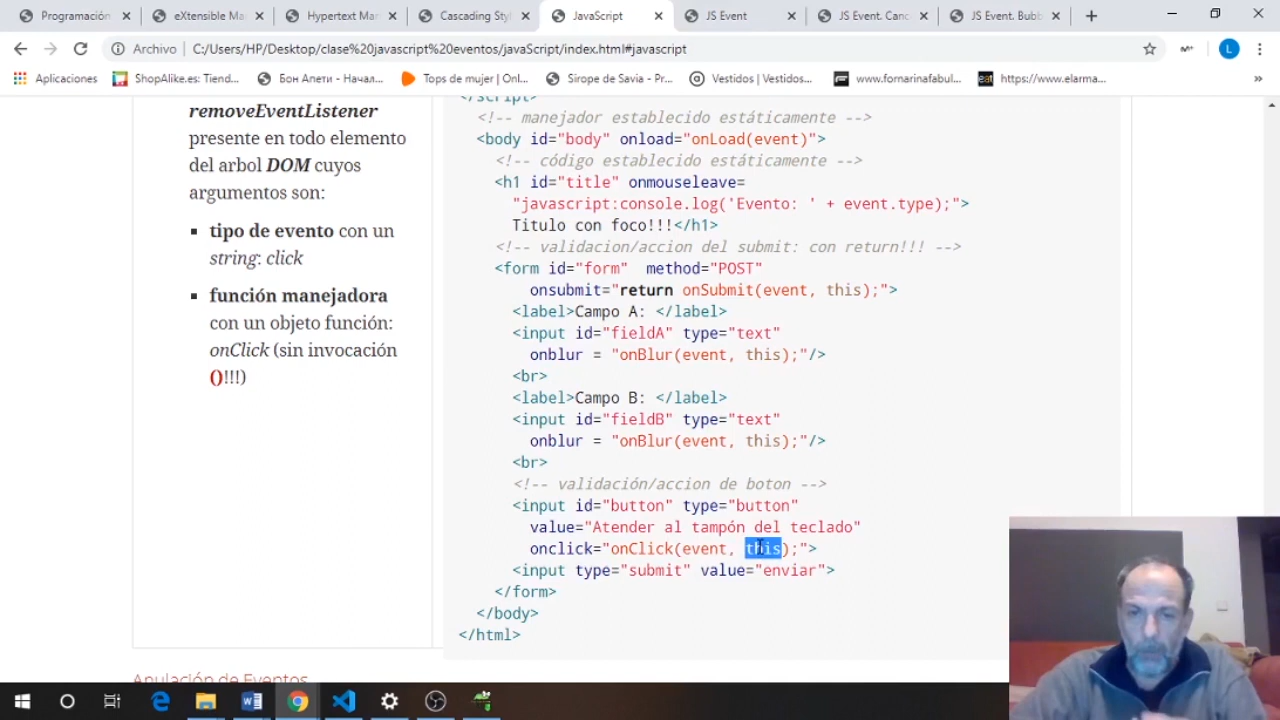 Programación
eXtensible Ma
Hypertext Mar
Cascading Styl
JavaScript
JS Event
JS Event. Canc
JS Event. Bubb
Archivo
C:/Users/HP/Desktop/clase%20javascript%20eventos/javaScript/index.html#javascript
L
Aplicaciones
ShopAlike.es: Tiend...
Бон Апети - Начал...
Tops de mujer | Onl...
Sirope de Savia - Pr...
Vestidos | Vestidos...
www.fornarinafabul...
eat
https://www.elarma...
»
removeEventListener
presente en todo elemento
del arbol DOM cuyos
argumentos son:
tipo de evento con un
string: click
función manejadora
con un objeto función:
onClick (sin invocación
()!!!)
</script>
<!-- manejador establecido estáticamente -->
<body id="body" onload="onLoad(event)">
<!-- código establecido estáticamente -->
<h1 id="title" onmouseleave=
"javascript:console.log('Evento: ' + event.type);">
Titulo con foco!!!</h1>
<!-- validacion/accion del submit: con return!!! -->
<form id="form"  method="POST"
onsubmit="return onSubmit(event, this);">
<label>Campo A: </label>
<input id="fieldA" type="text"
onblur = "onBlur(event, this);"/>
<br>
<label>Campo B: </label>
<input id="fieldB" type="text"
onblur = "onBlur(event, this);"/>
<br>
<!-- validación/accion de boton -->
<input id="button" type="button"
value="Atender al tampón del teclado"
onclick="onClick(event, this);">
<input type="submit" value="enviar">
</form>
</body>
</html>
Anulación de Eventos